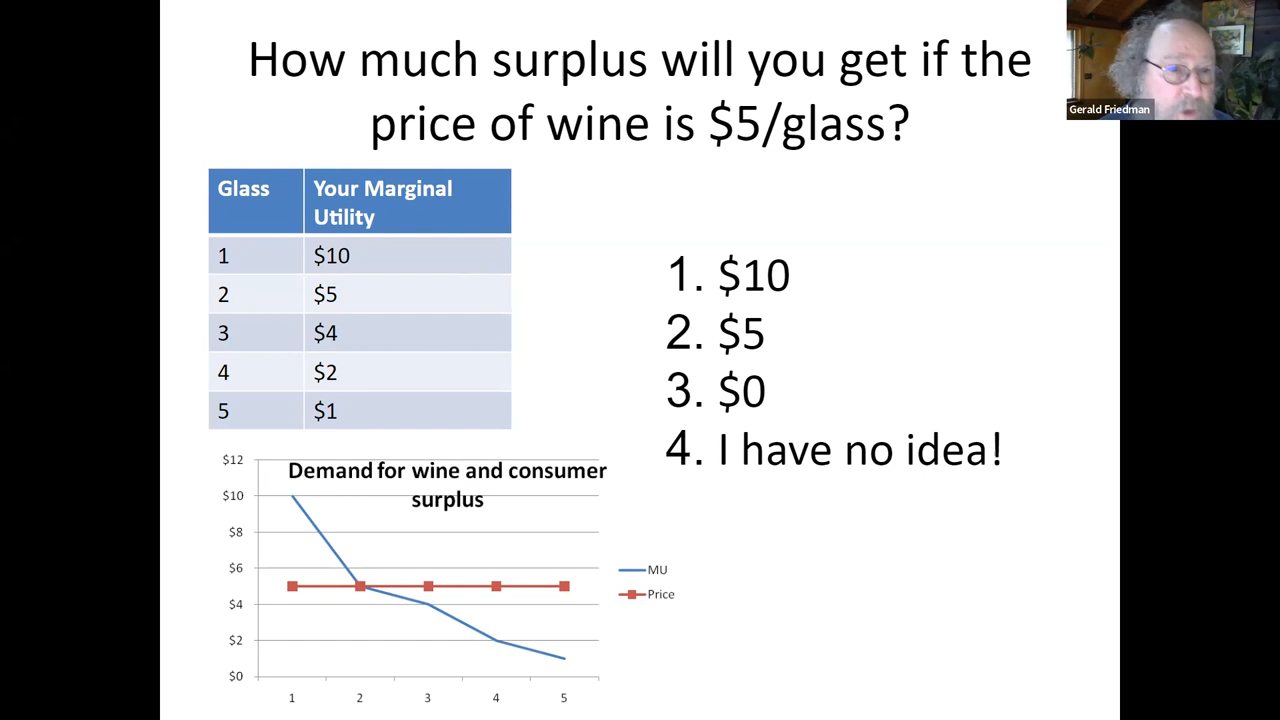 How much surplus will you get if the
price of wine is $5/glass?
Gerald Friedman
Glass Your Marginal
Utility
1 $10
2 $5
3 $4
4 $2
5 $1
1. $10
2. $5
3. $0
4. I have no idea!
Demand for wine and consumer
surplus
$12
$10
$8
$6
$4
$2
$0
1 2 3 4 5
MU
Price